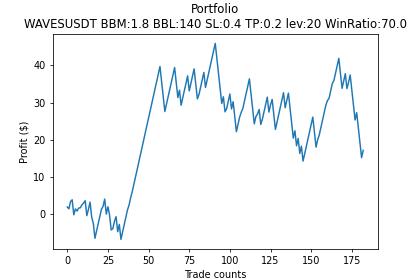 Portfolio
WAVESUSDT BBM:1.8 BBL:140 SL:0.4 TP:0.2 lev:20 WinRatio:70.0
Profit ($)
40
30
20
10
0
0 25 50 75 100 125 150 175
Trade counts